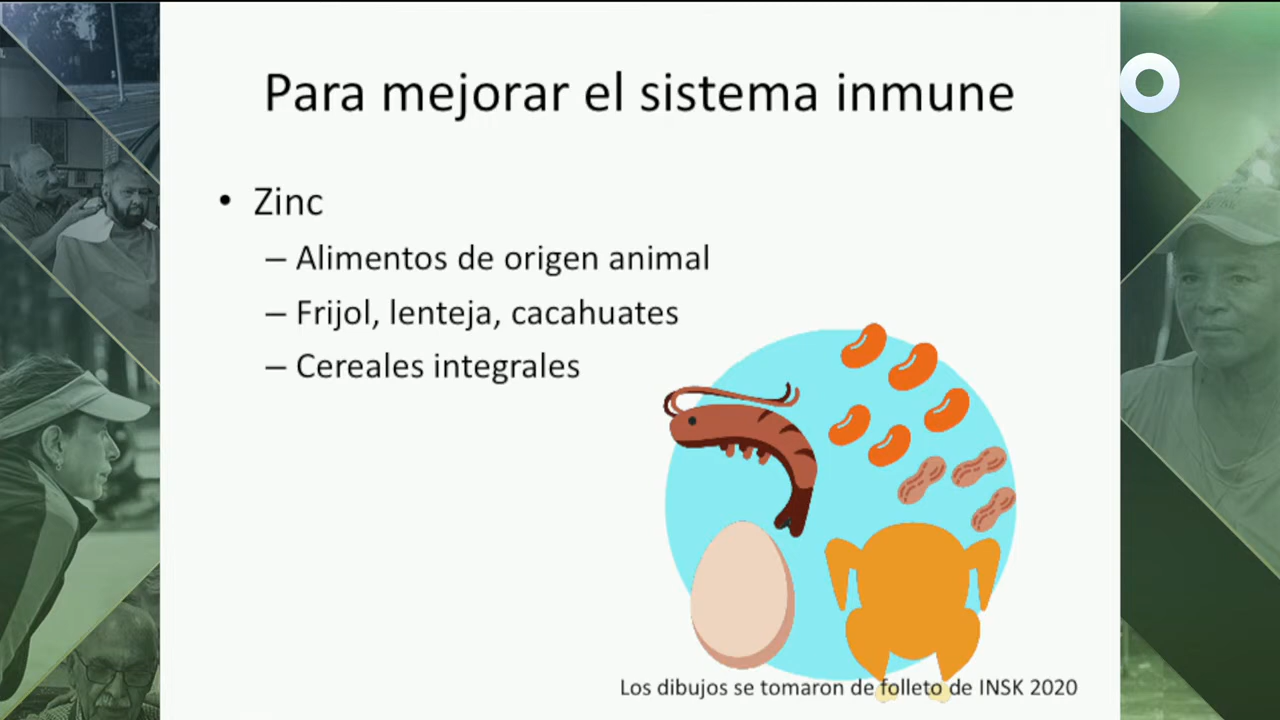 Para mejorar el sistema inmune
• Zinc
– Alimentos de origen animal
– Frijol, lenteja, cacahuates
– Cereales integrales
Los dibujos se tomaron de folleto de INSK 2020